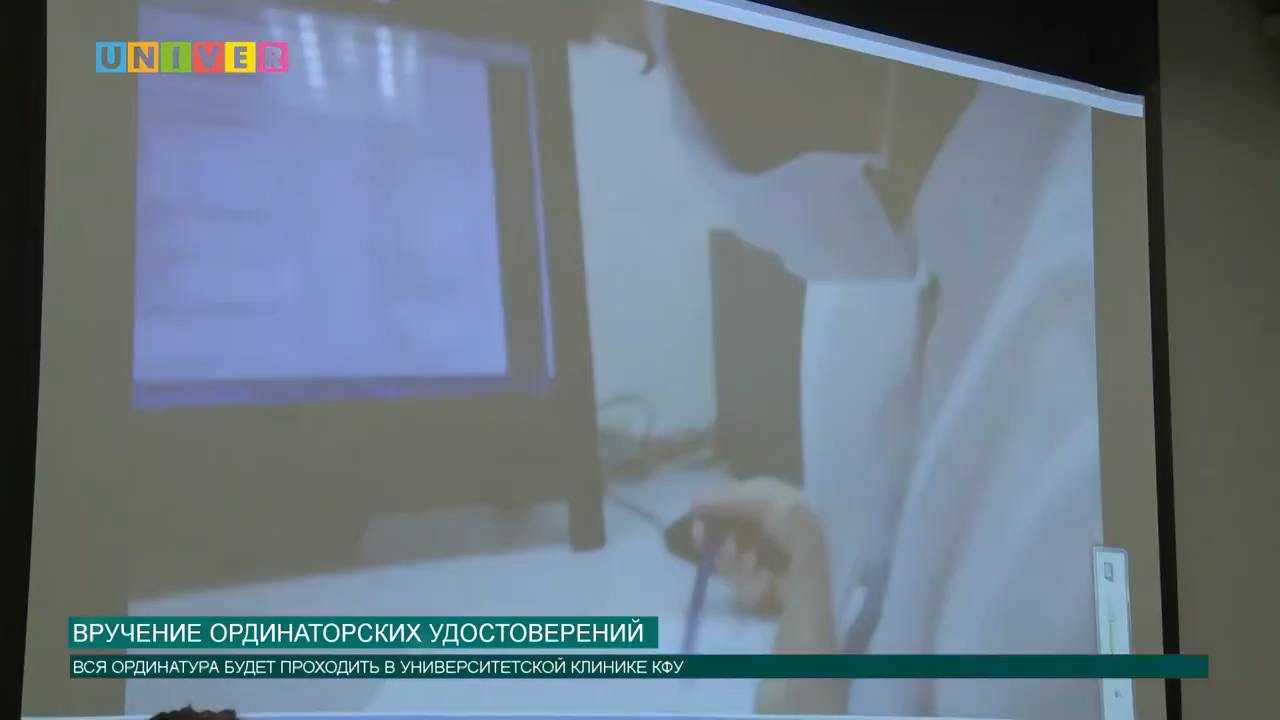 UNIVER
ВРУЧЕНИЕ ОРДИНАТОРСКИХ УДОСТОВЕРЕНИЙ
ВСЯ ОРДИНАТУРА БУДЕТ ПРОХОДИТЬ В УНИВЕРСИТЕТСКОЙ КЛИНИКЕ КФУ